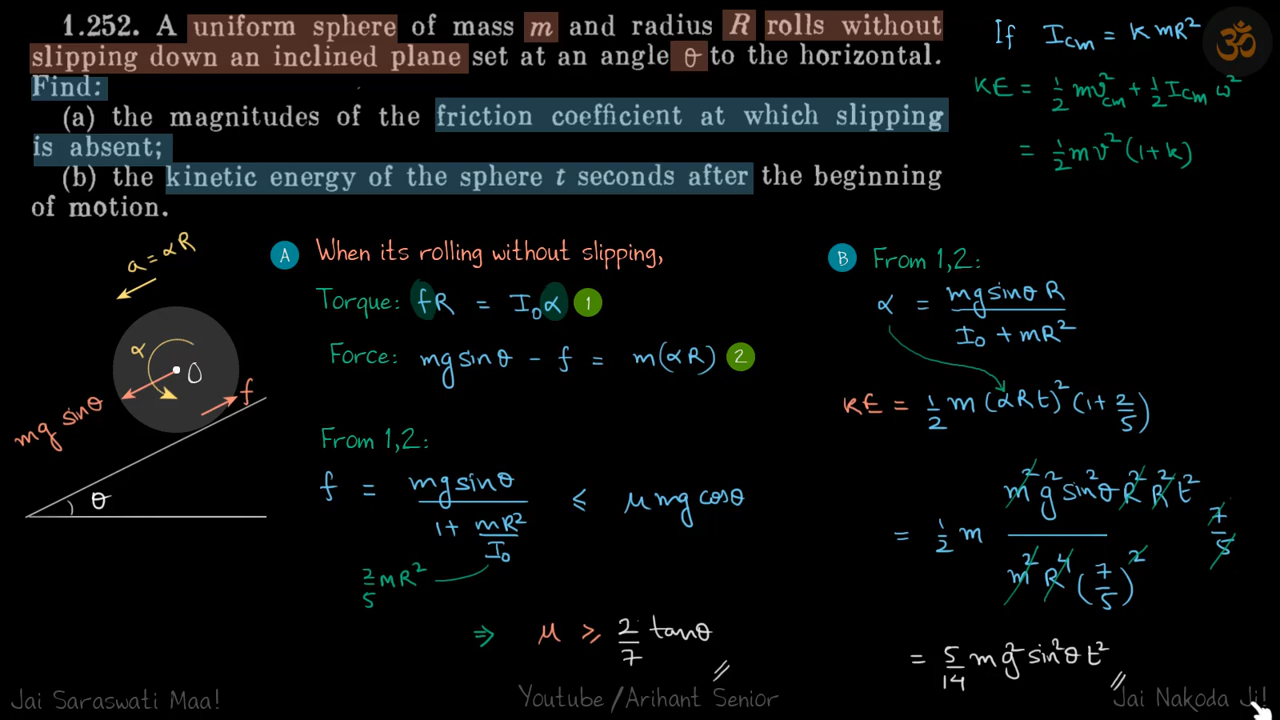 1.252. A uniform sphere of mass m and radius R rolls without
slipping down an inclined plane set at an angle θ to the horizontal.
Find:
(a) the magnitudes of the friction coefficient at which slipping
is absent;
(b) the kinetic energy of the sphere t seconds after the beginning
of motion.
If I_cm = k mR²
KE = 1/2 mv²_cm + 1/2 I_cm ω²
= 1/2 mv² (1+k)
ॐ
a = αR
α
O
f
mg sinθ
θ
A When its rolling without slipping,
Torque: fR = I₀α 1
Force: mg sinθ - f = m(αR) 2
From 1,2:
f = mg sinθ / (1 + mR²/I₀) ≤ μ mg cosθ
2/5 mR²
⇒ μ ≥ 2/7 tanθ
B From 1,2:
α = mg sinθ R / (I₀ + mR²)
KE = 1/2 m (αRt)² (1 + 2/5)
= 1/2 m m² g² sin²θ R² R² t² / (m² R⁴ (7/5)²) 7/5
= 5/14 mg² sin²θ t²
Jai Saraswati Maa!
Youtube /Arihant Senior
Jai Nakoda Ji!